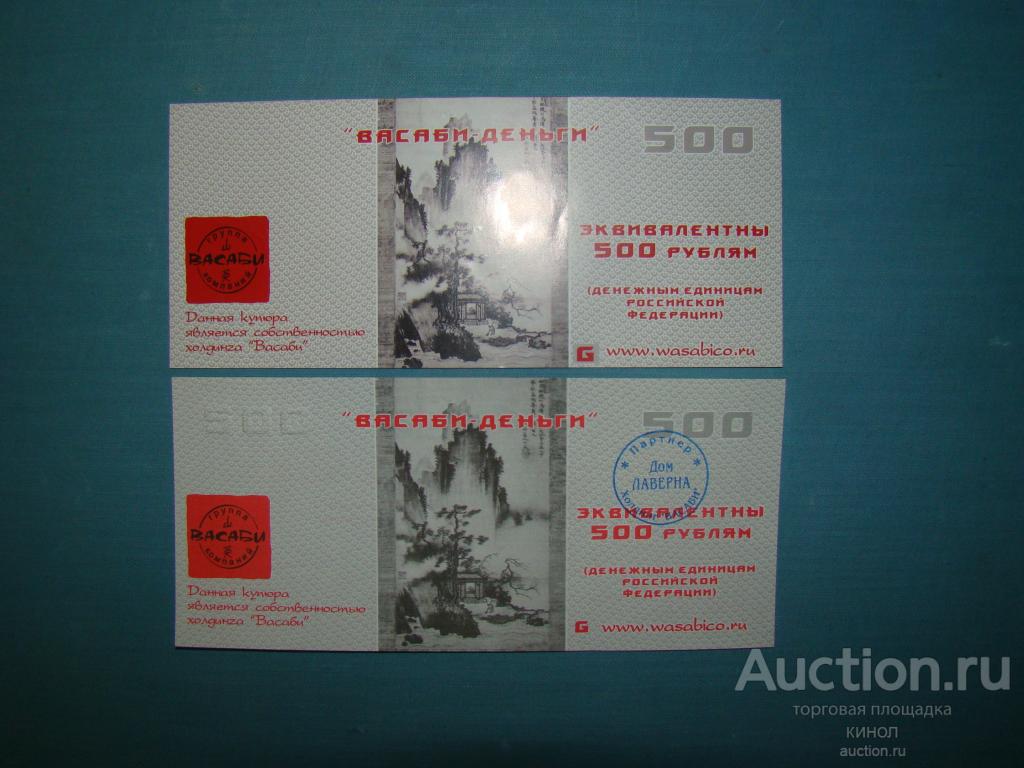 "ВАСАБИ-ДЕНЬГИ"
500
ЭКВИВАЛЕНТНЫ
500 РУБЛЯМ
(ДЕНЕЖНЫМ ЕДИНИЦАМ
РОССИЙСКОЙ
ФЕДЕРАЦИИ)
G www.wasabico.ru
группа
ВАСАБИ
компаний
Данная купюра
является собственностью
холдинга "Васаби"
500
"ВАСАБИ-ДЕНЬГИ"
500
* Партнер *
Дом
ЛАВЕРНА
ЭКВИВАЛЕНТНЫ
500 РУБЛЯМ
(ДЕНЕЖНЫМ ЕДИНИЦАМ
РОССИЙСКОЙ
ФЕДЕРАЦИИ)
G www.wasabico.ru
группа
ВАСАБИ
компаний
Данная купюра
является собственностью
холдинга "Васаби"
Auction.ru
торговая площадка
КИНОЛ
auction.ru